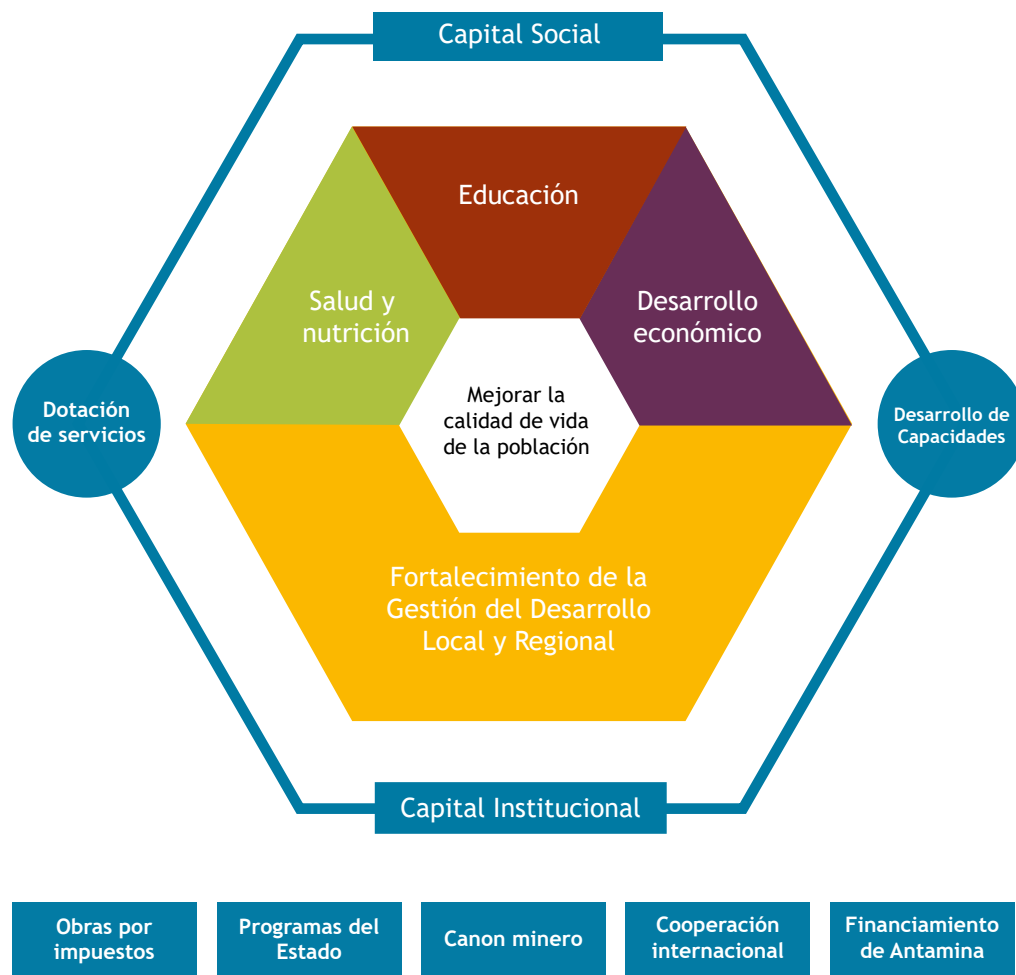 Capital Social
Educación
Salud y
nutrición
Desarrollo
económico
Mejorar la
calidad de vida
de la población
Dotación
de servicios
Desarrollo de
Capacidades
Fortalecimiento de la
Gestión del Desarrollo
Local y Regional
Capital Institucional
Obras por
impuestos
Programas del
Estado
Canon minero
Cooperación
internacional
Financiamiento
de Antamina